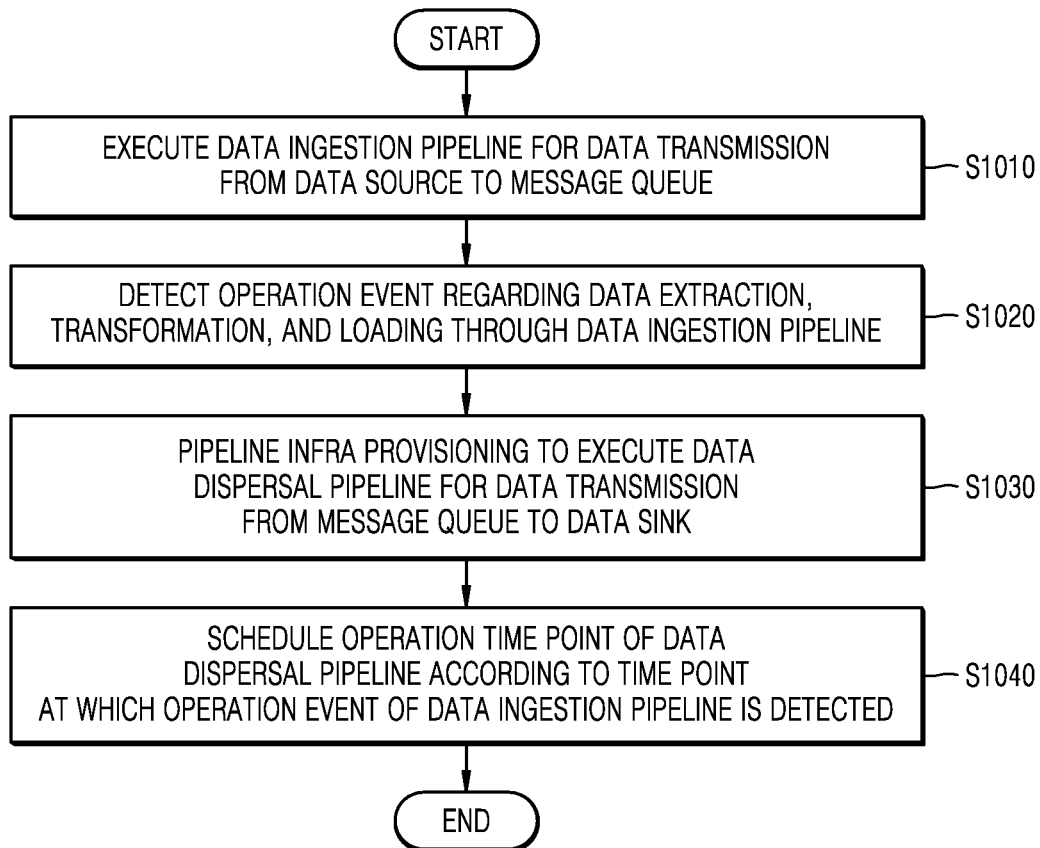 START
EXECUTE DATA INGESTION PIPELINE FOR DATA TRANSMISSION
FROM DATA SOURCE TO MESSAGE QUEUE
S1010
DETECT OPERATION EVENT REGARDING DATA EXTRACTION,
TRANSFORMATION, AND LOADING THROUGH DATA INGESTION PIPELINE
S1020
PIPELINE INFRA PROVISIONING TO EXECUTE DATA
DISPERSAL PIPELINE FOR DATA TRANSMISSION
FROM MESSAGE QUEUE TO DATA SINK
S1030
SCHEDULE OPERATION TIME POINT OF DATA
DISPERSAL PIPELINE ACCORDING TO TIME POINT
AT WHICH OPERATION EVENT OF DATA INGESTION PIPELINE IS DETECTED
S1040
END